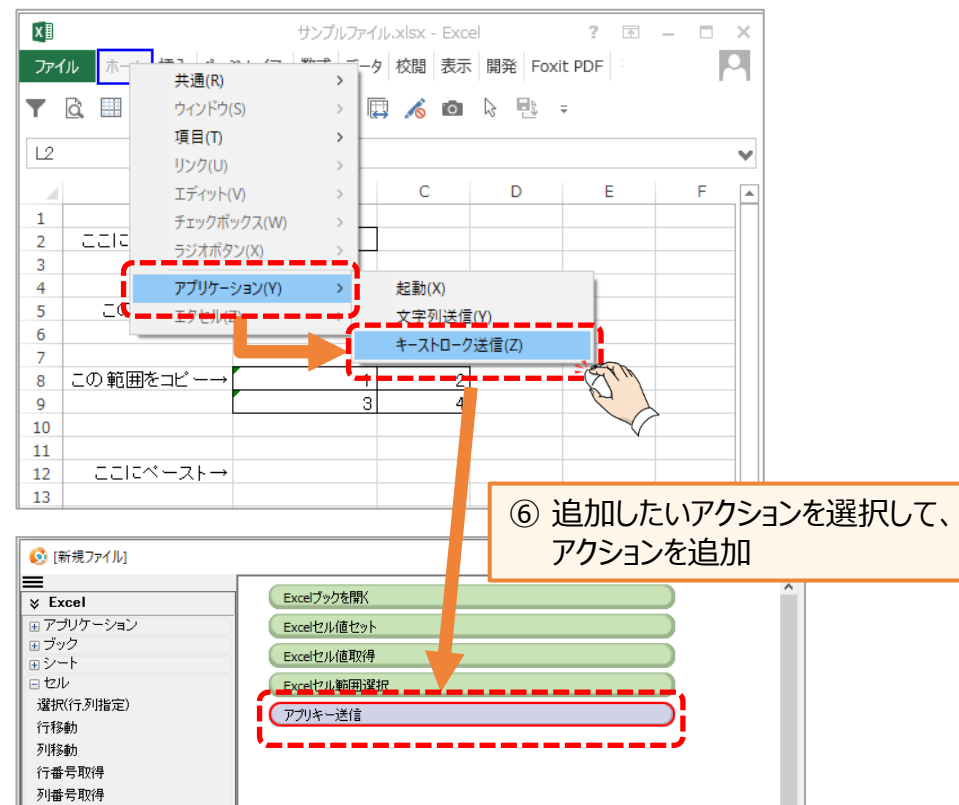 サンプルファイル.xlsx - Excel
ファイル ホーム データ 校閲 表示 開発 Foxit PDF
L2
共通(R)
ウィンドウ(S)
項目(T)
リンク(U)
エディット(V)
チェックボックス(W)
ラジオボタン(X)
アプリケーション(Y)
エクセル(Z)
起動(X)
文字列送信(Y)
キーストローク送信(Z)
C D E F
1
2 ここに
3
4
5 この
6
7
8 この範囲をコピー→ 1 2
9 3 4
10
11
12 ここにペースト→
13
⑥ 追加したいアクションを選択して、
アクションを追加
[新規ファイル]
Excel
アプリケーション
ブック
シート
セル
選択(行,列指定)
行移動
列移動
行番号取得
列番号取得
Excelブックを開く
Excelセル値セット
Excelセル値取得
Excelセル範囲選択
アプリキー送信